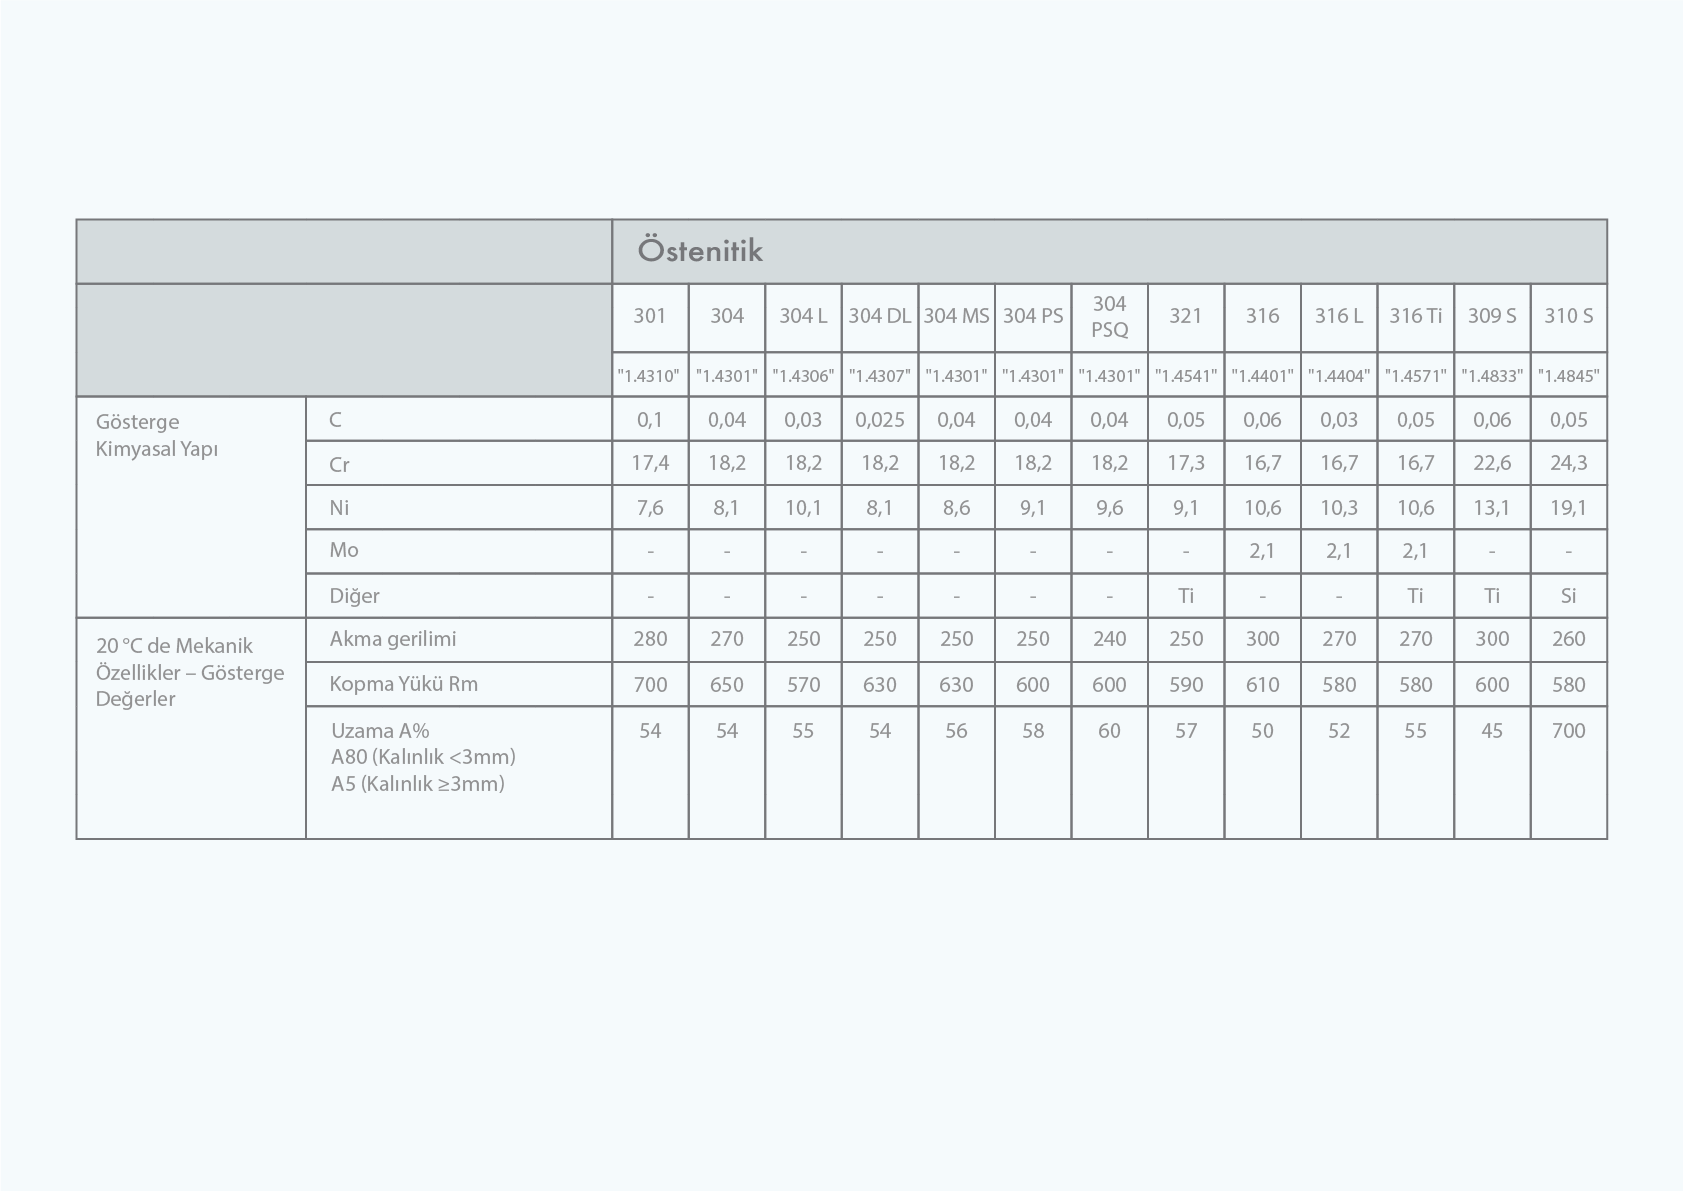 Östenitik
301 304 304 L 304 DL 304 MS 304 PS 304 PSQ 321 316 316 L 316 Ti 309 S 310 S
"1.4310" "1.4301" "1.4306" "1.4307" "1.4301" "1.4301" "1.4301" "1.4541" "1.4401" "1.4404" "1.4571" "1.4833" "1.4845"
Gösterge
Kimyasal Yapı
C 0,1 0,04 0,03 0,025 0,04 0,04 0,04 0,05 0,06 0,03 0,05 0,06 0,05
Cr 17,4 18,2 18,2 18,2 18,2 18,2 18,2 17,3 16,7 16,7 16,7 22,6 24,3
Ni 7,6 8,1 10,1 8,1 8,6 9,1 9,6 9,1 10,6 10,3 10,6 13,1 19,1
Mo - - - - - - - - 2,1 2,1 2,1 - -
Diğer - - - - - - - Ti - - Ti Ti Si
20 °C de Mekanik
Özellikler – Gösterge
Değerler
Akma gerilimi 280 270 250 250 250 250 240 250 300 270 270 300 260
Kopma Yükü Rm 700 650 570 630 630 600 600 590 610 580 580 600 580
Uzama A% 54 54 55 54 56 58 60 57 50 52 55 45 700
A80 (Kalınlık <3mm)
A5 (Kalınlık ≥3mm)